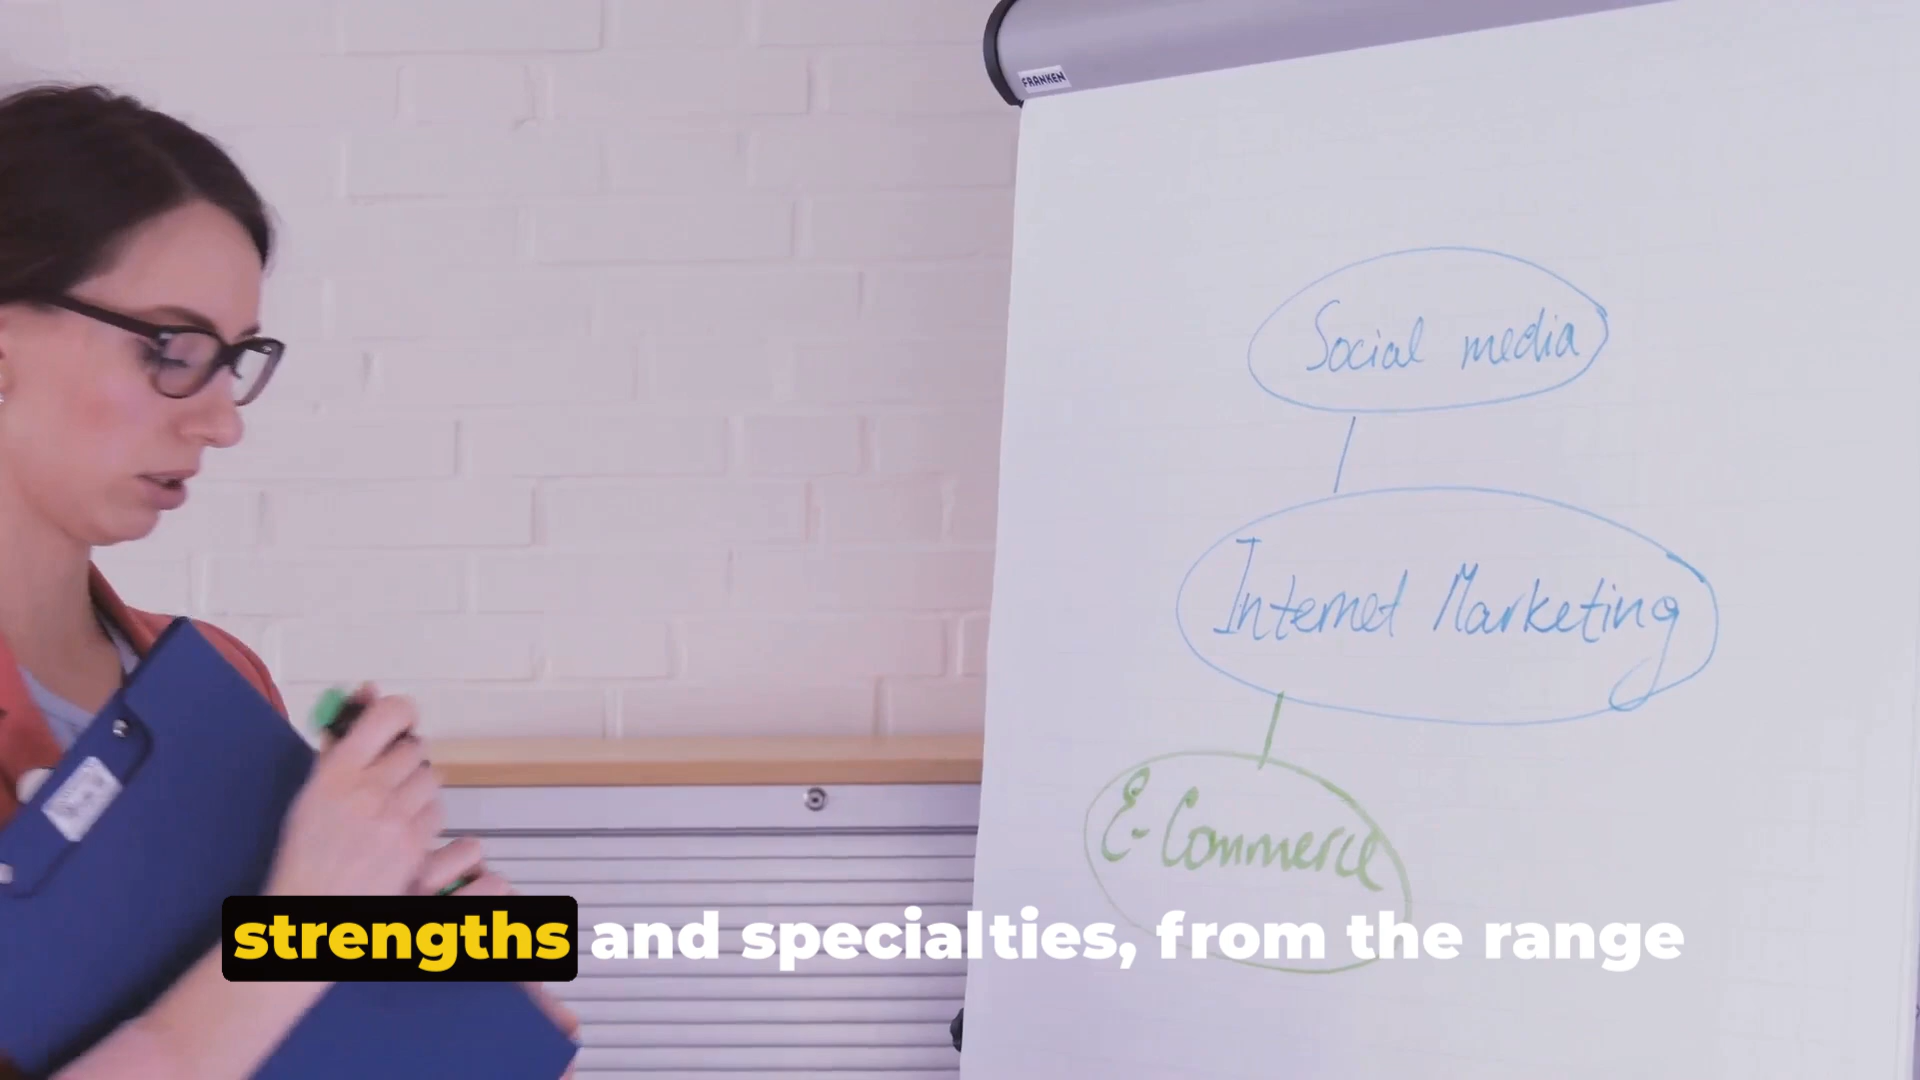 FRANKEN
Social media
Internet Marketing
E-Commerce
strengths and specialties, from the range